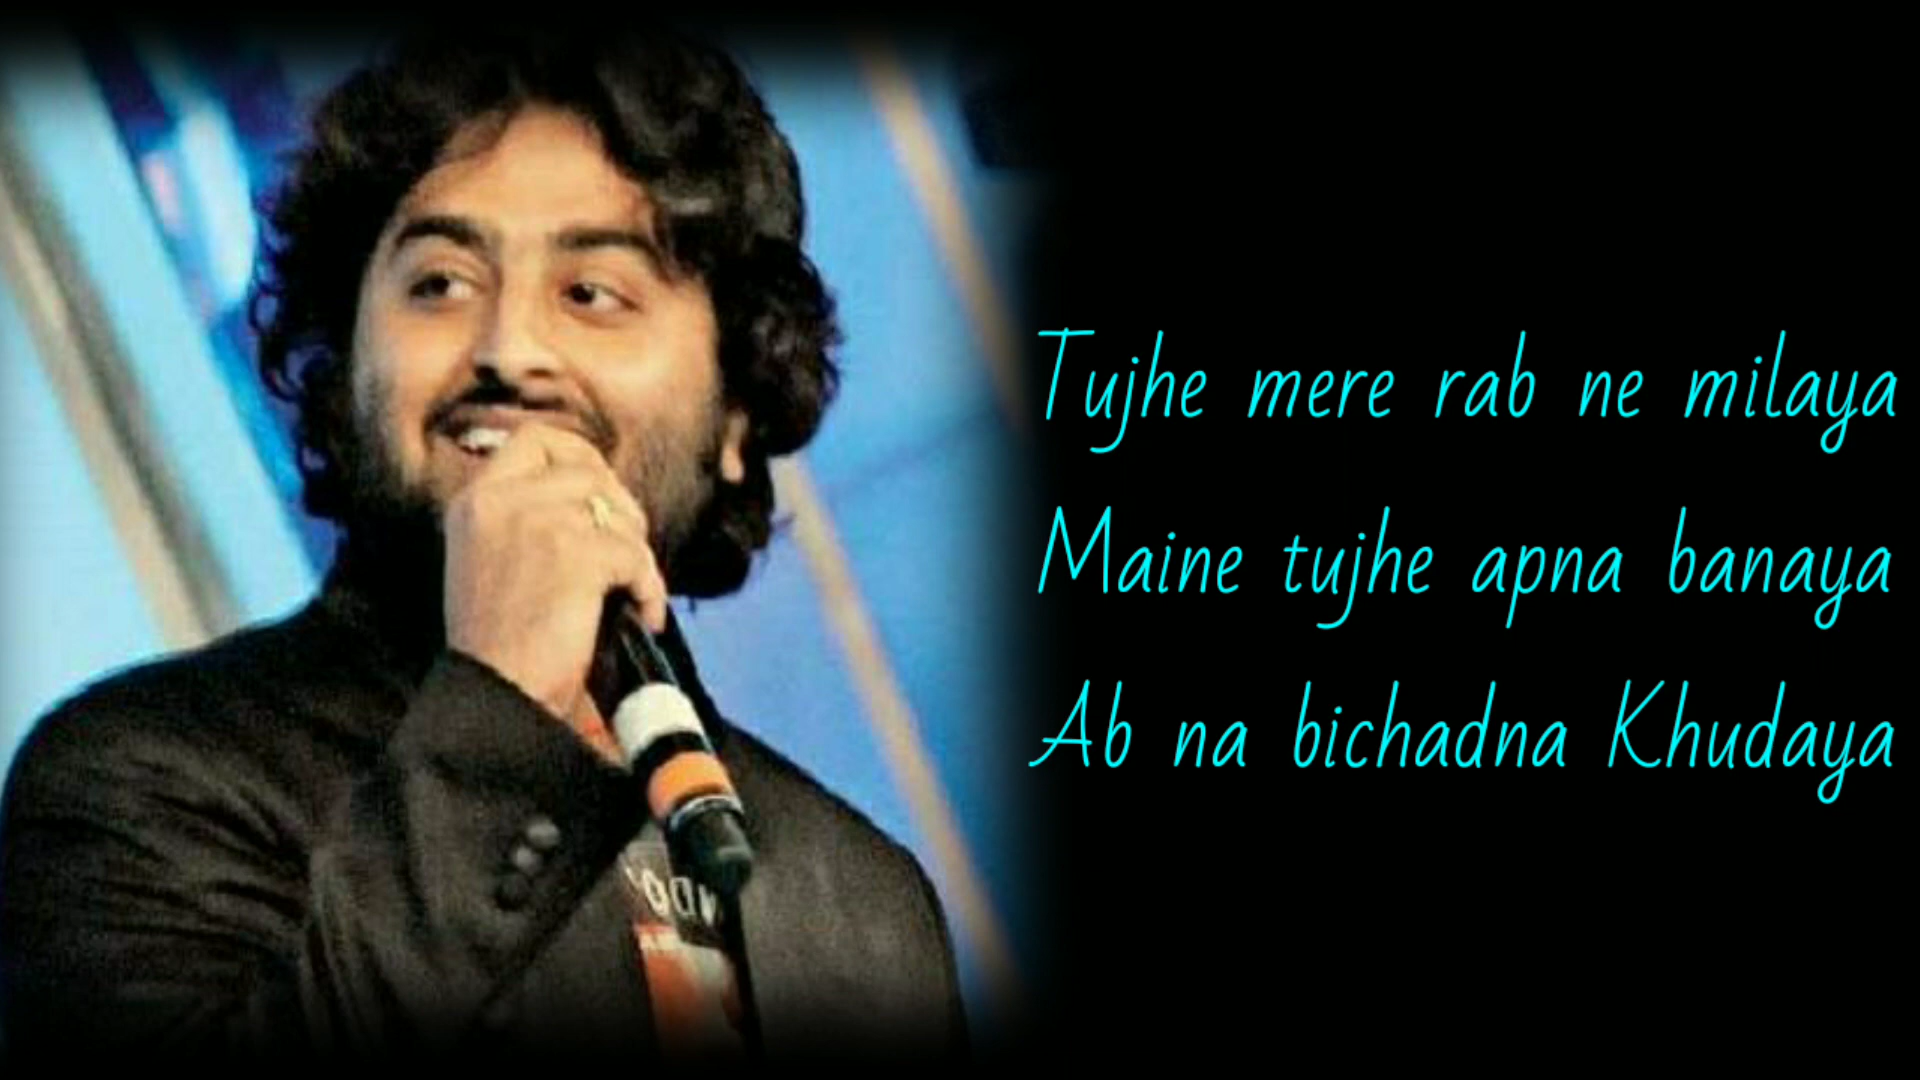 Tujhe mere rab ne milaya
Maine tujhe apna banaya
Ab na bichadna Khudaya